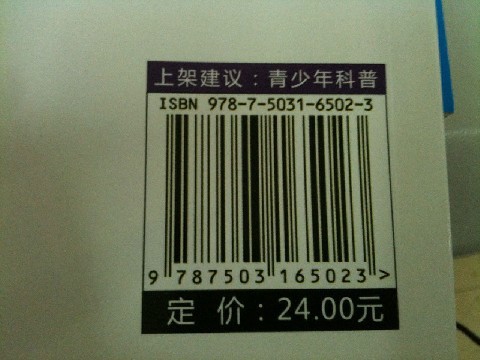 上架建议：青少年科普
ISBN 978-7-5031-6502-3
9 787503 165023 >
定 价：24.00元